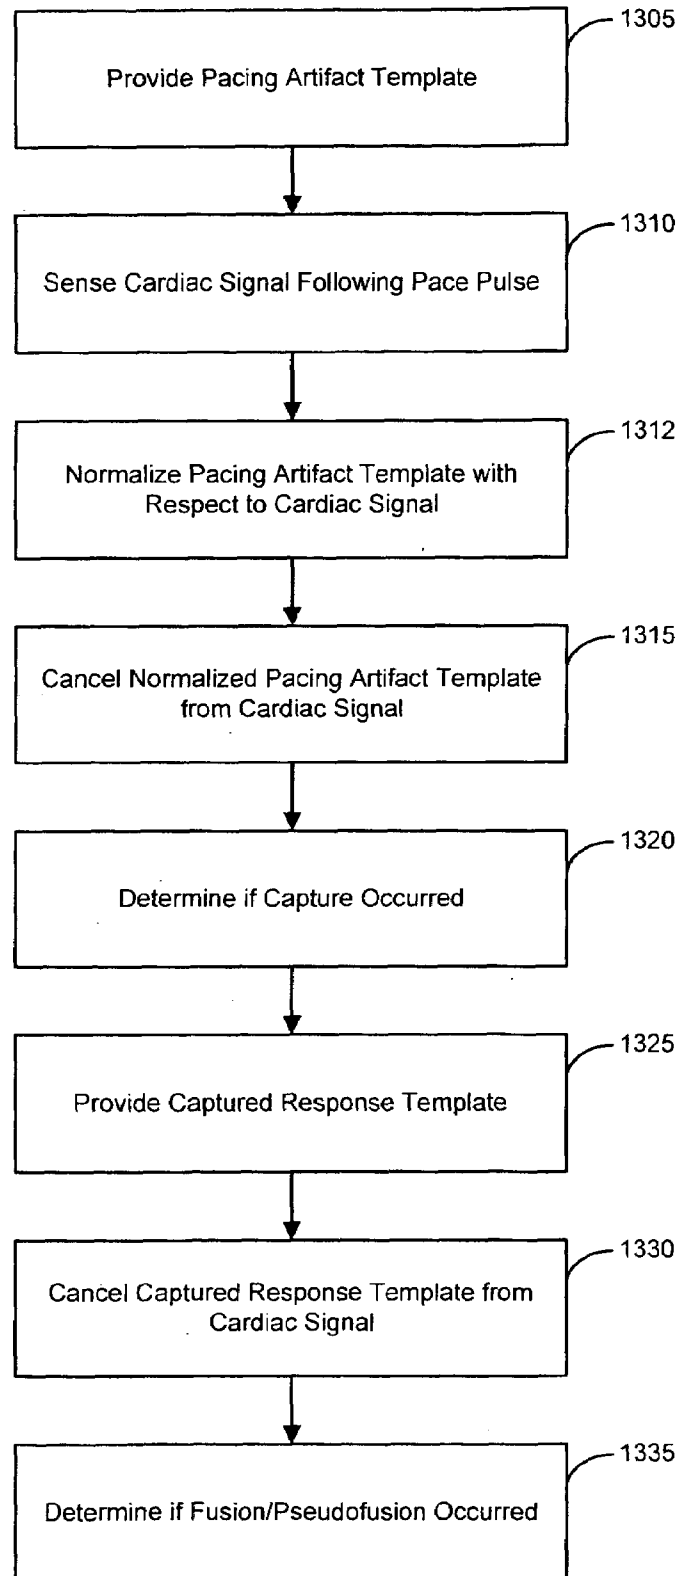 1305
Provide Pacing Artifact Template
1310
Sense Cardiac Signal Following Pace Pulse
1312
Normalize Pacing Artifact Template with
Respect to Cardiac Signal
1315
Cancel Normalized Pacing Artifact Template
from Cardiac Signal
1320
Determine if Capture Occurred
1325
Provide Captured Response Template
1330
Cancel Captured Response Template from
Cardiac Signal
1335
Determine if Fusion/Pseudofusion Occurred